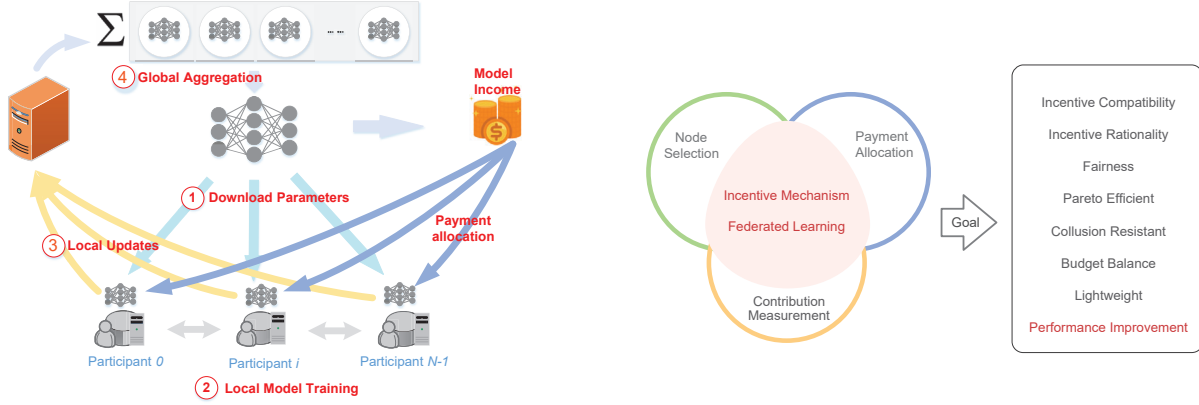 ∑
... ...
4 Global Aggregation
Model
Income
$
1 Download Parameters
3 Local Updates
Payment
allocation
Participant 0
Participant i
Participant N-1
2 Local Model Training
Node
Selection
Payment
Allocation
Incentive Mechanism
Federated Learning
Contribution
Measurement
Goal
Incentive Compatibility
Incentive Rationality
Fairness
Pareto Efficient
Collusion Resistant
Budget Balance
Lightweight
Performance Improvement